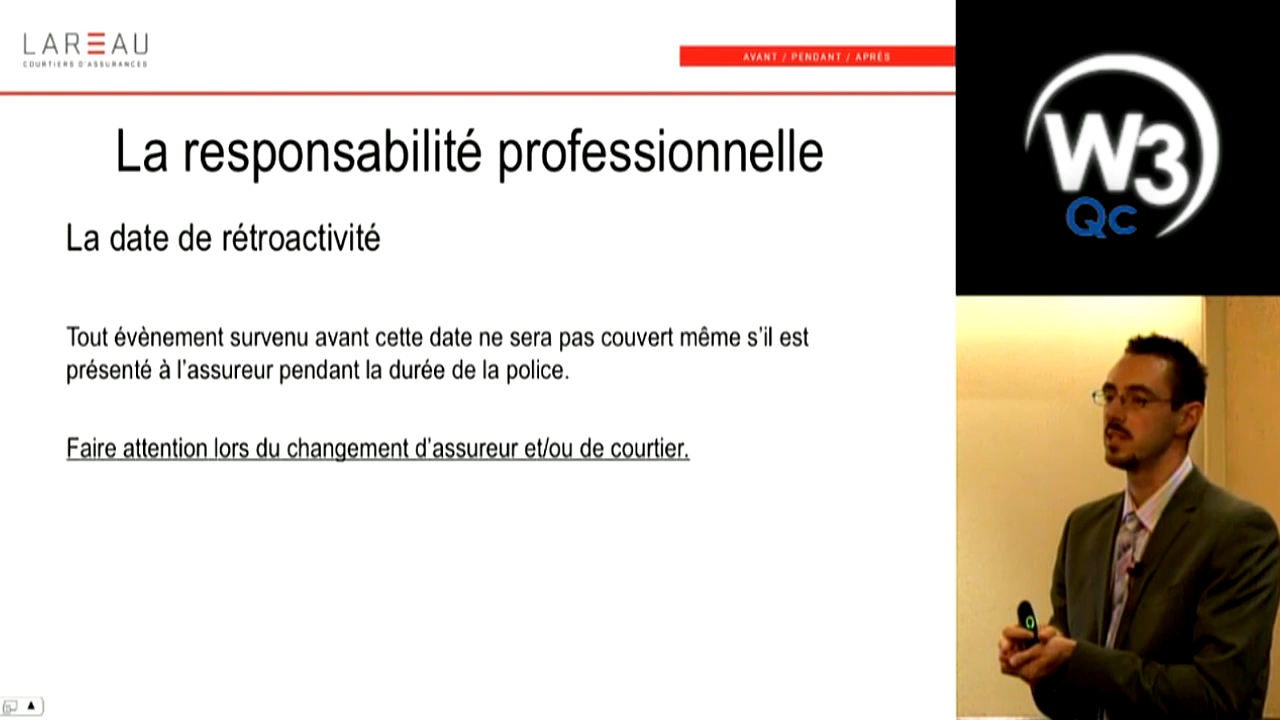 LAREAU
COURTIERS D'ASSURANCES
AVANT / PENDANT / APRÈS
La responsabilité professionnelle
La date de rétroactivité
Tout évènement survenu avant cette date ne sera pas couvert même s’il est
présenté à l’assureur pendant la durée de la police.
Faire attention lors du changement d’assureur et/ou de courtier.
W3
Qc